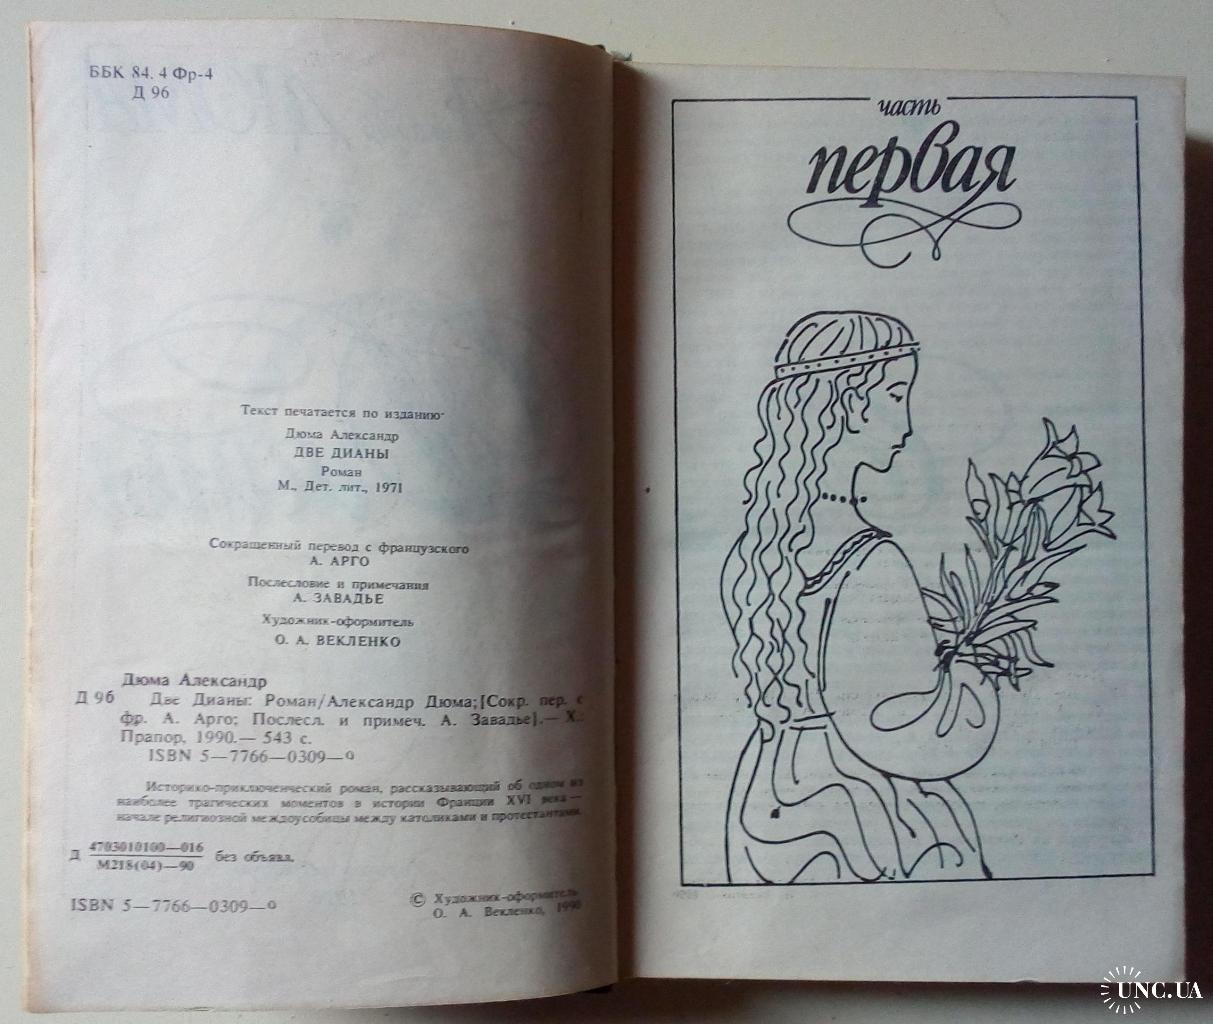 ББК 84. 4 Фр-4
Д 96
Текст печатается по изданию:
Дюма Александр
ДВЕ ДИАНЫ
Роман
М., Дет. лит., 1971
Сокращенный перевод с французского
А. АРГО
Послесловие и примечания
А. ЗАВАДЬЕ
Художник-оформитель
О. А. ВЕКЛЕНКО
Дюма Александр
Д 96 Две Дианы: Роман/Александр Дюма;[Сокр. пер. с
фр. А. Арго; Послесл. и примеч. А. Завадье].— Х.:
Прапор, 1990.— 543 с.
ISBN 5—7766—0309—0
Историко-приключенческий роман, рассказывающий об одном из
наиболее трагических моментов в истории Франции XVI века —
начале религиозной междоусобицы между католиками и протестантами.
Д 4703010100—016
М218(04)—90 без объявл.
ISBN 5—7766—0309—0
© Художник-оформитель
О. А. Векленко, 1990
часть
первая
UNC.UA